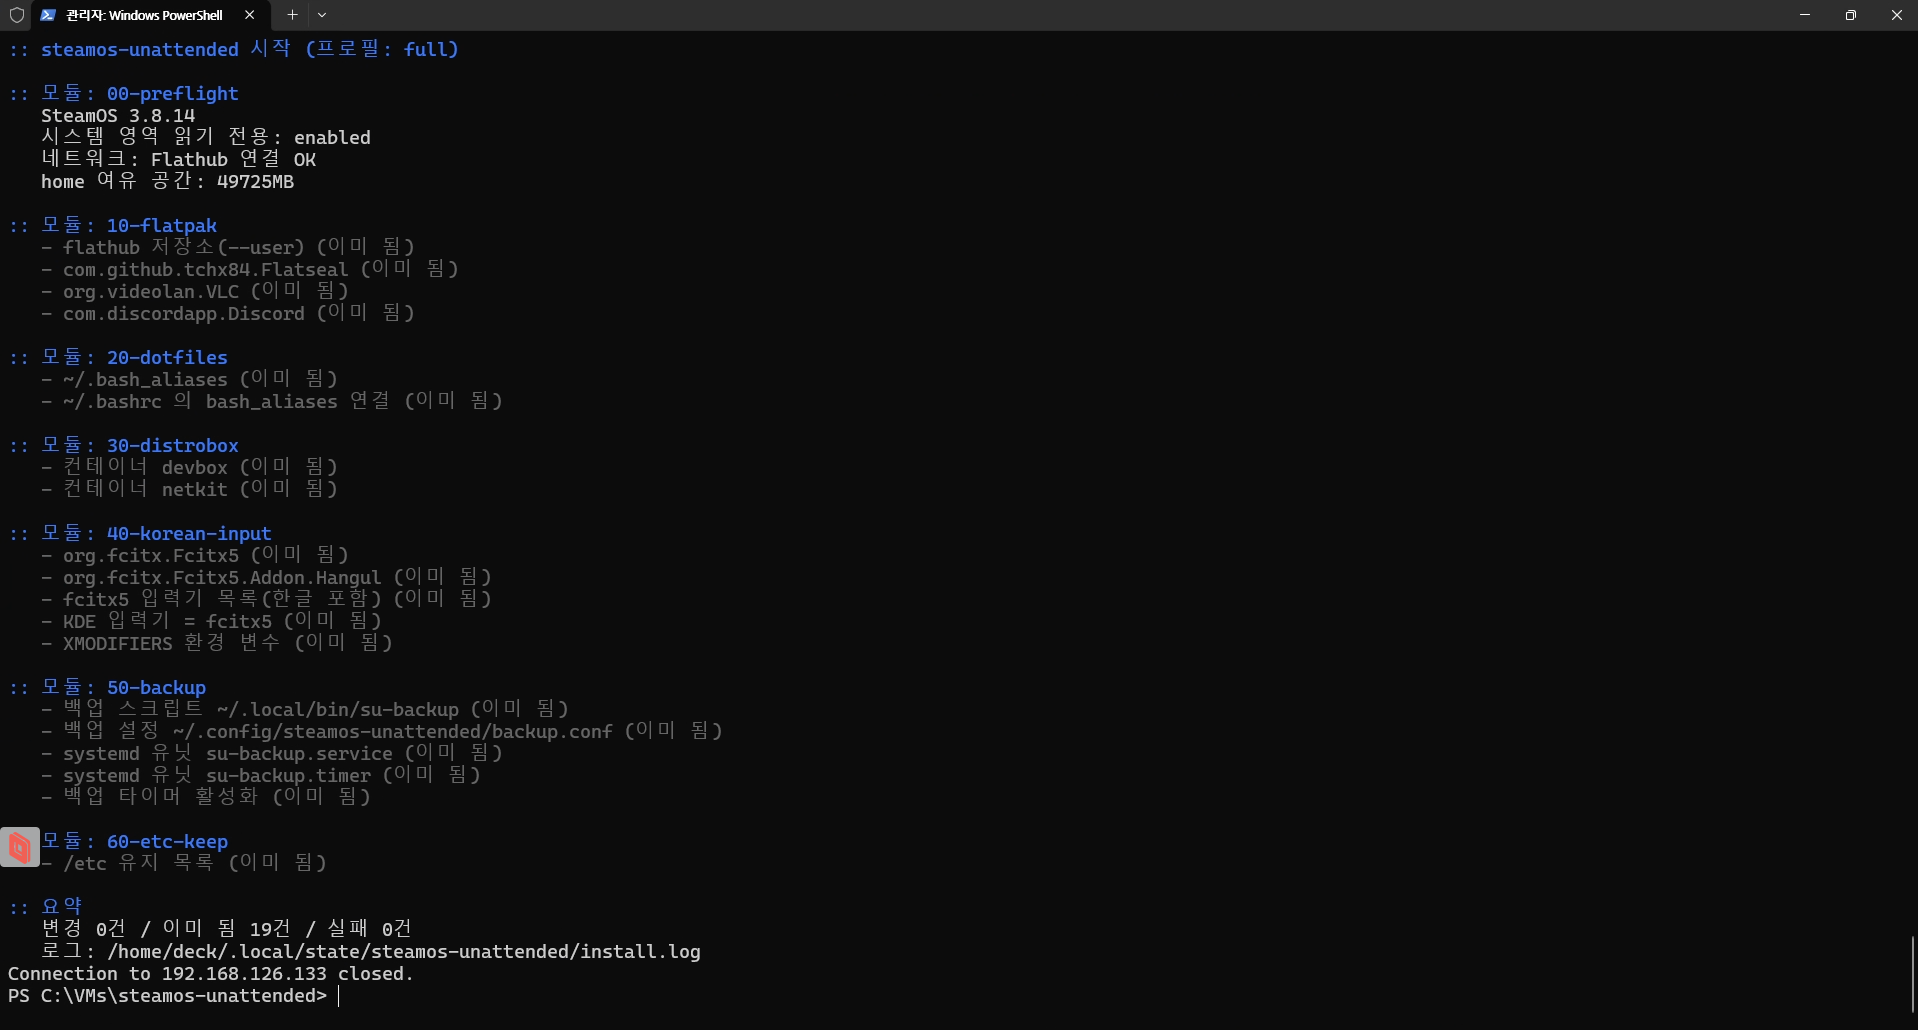 관리자: Windows PowerShell
:: steamos-unattended 시작 (프로필: full)
:: 모듈: 00-preflight
SteamOS 3.8.14
시스템 영역 읽기 전용: enabled
네트워크: Flathub 연결 OK
home 여유 공간: 49725MB
:: 모듈: 10-flatpak
- flathub 저장소(--user) (이미 됨)
- com.github.tchx84.Flatseal (이미 됨)
- org.videolan.VLC (이미 됨)
- com.discordapp.Discord (이미 됨)
:: 모듈: 20-dotfiles
- ~/.bash_aliases (이미 됨)
- ~/.bashrc 의 bash_aliases 연결 (이미 됨)
:: 모듈: 30-distrobox
- 컨테이너 devbox (이미 됨)
- 컨테이너 netkit (이미 됨)
:: 모듈: 40-korean-input
- org.fcitx.Fcitx5 (이미 됨)
- org.fcitx.Fcitx5.Addon.Hangul (이미 됨)
- fcitx5 입력기 목록(한글 포함) (이미 됨)
- KDE 입력기 = fcitx5 (이미 됨)
- XMODIFIERS 환경 변수 (이미 됨)
:: 모듈: 50-backup
- 백업 스크립트 ~/.local/bin/su-backup (이미 됨)
- 백업 설정 ~/.config/steamos-unattended/backup.conf (이미 됨)
- systemd 유닛 su-backup.service (이미 됨)
- systemd 유닛 su-backup.timer (이미 됨)
- 백업 타이머 활성화 (이미 됨)
모듈: 60-etc-keep
- /etc 유지 목록 (이미 됨)
:: 요약
변경 0건 / 이미 됨 19건 / 실패 0건
로그: /home/deck/.local/state/steamos-unattended/install.log
Connection to 192.168.126.133 closed.
PS C:\VMs\steamos-unattended>